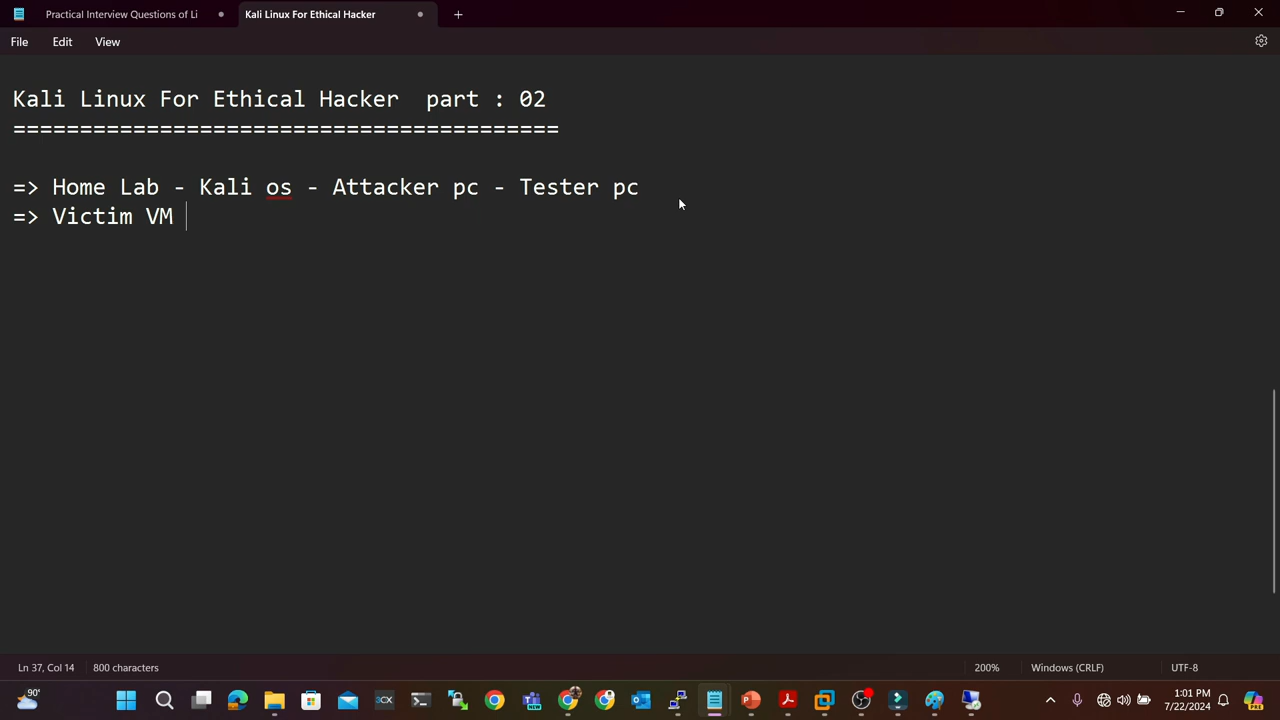 Practical Interview Questions of Li
Kali Linux For Ethical Hacker
File Edit View
Kali Linux For Ethical Hacker  part : 02
=========================================
=> Home Lab - Kali os - Attacker pc - Tester pc
=> Victim VM
Ln 37, Col 14
800 characters
200%
Windows (CRLF)
UTF-8
90°
1:01 PM
7/22/2024